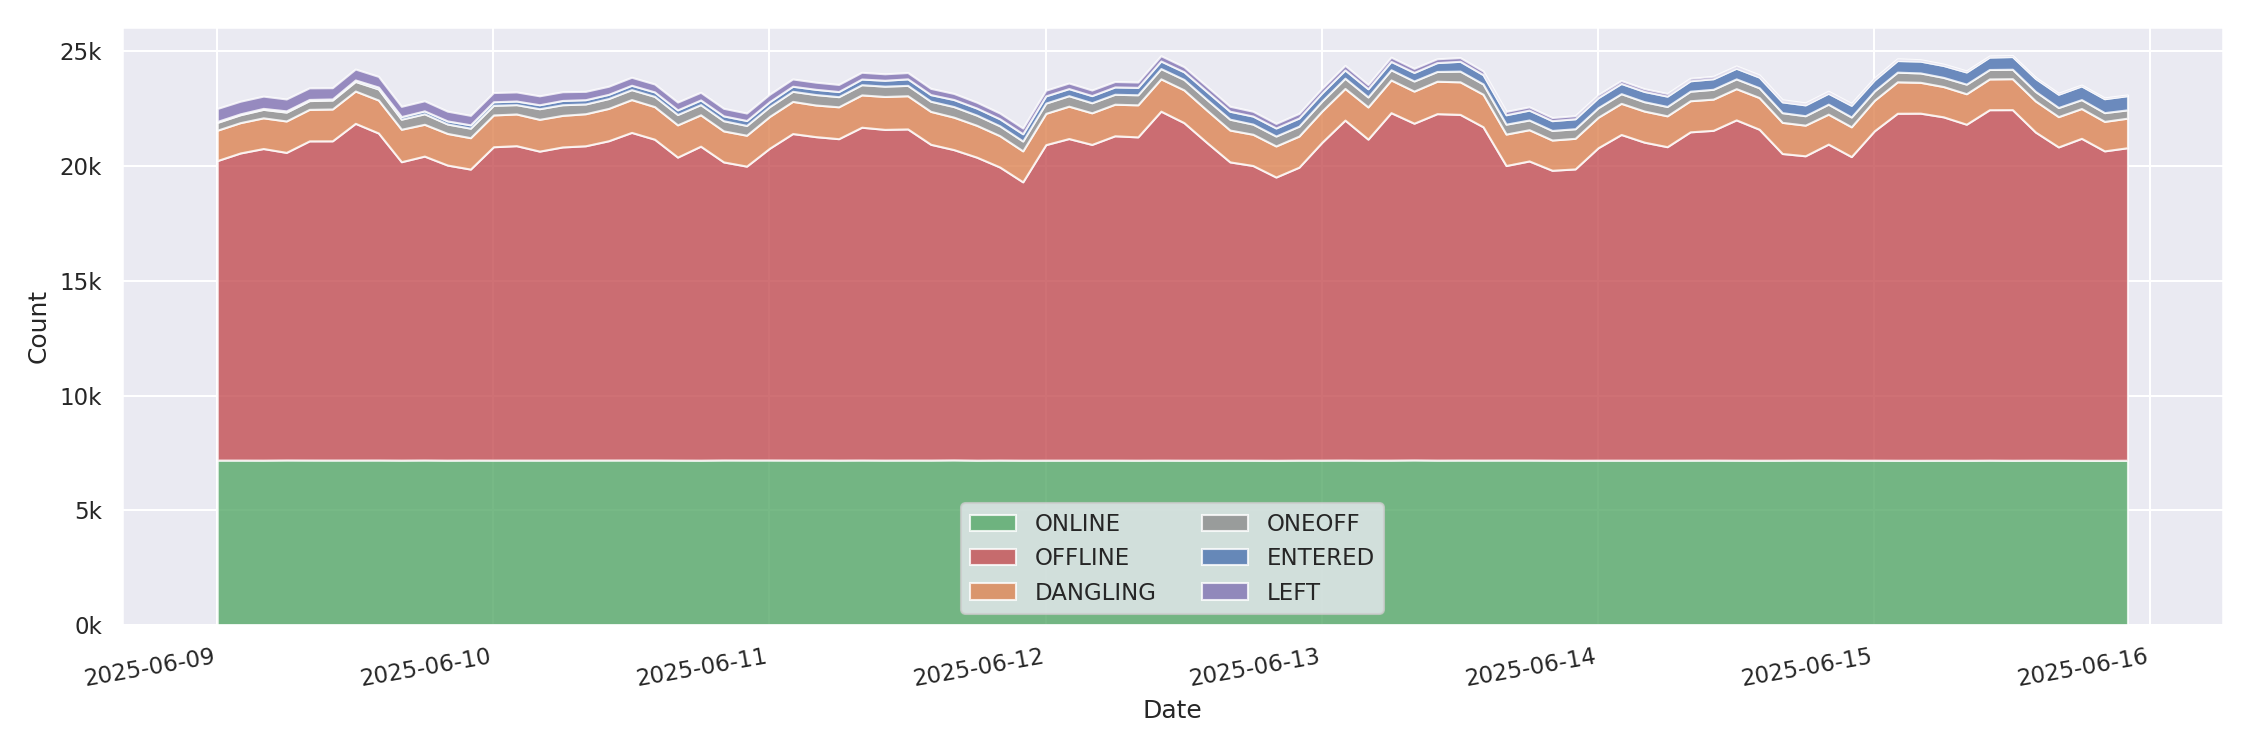 25k
20k
15k
10k
5k
0k
Count
ONLINE
OFFLINE
DANGLING
ONEOFF
ENTERED
LEFT
2025-06-09
2025-06-10
2025-06-11
2025-06-12
2025-06-13
2025-06-14
2025-06-15
2025-06-16
Date